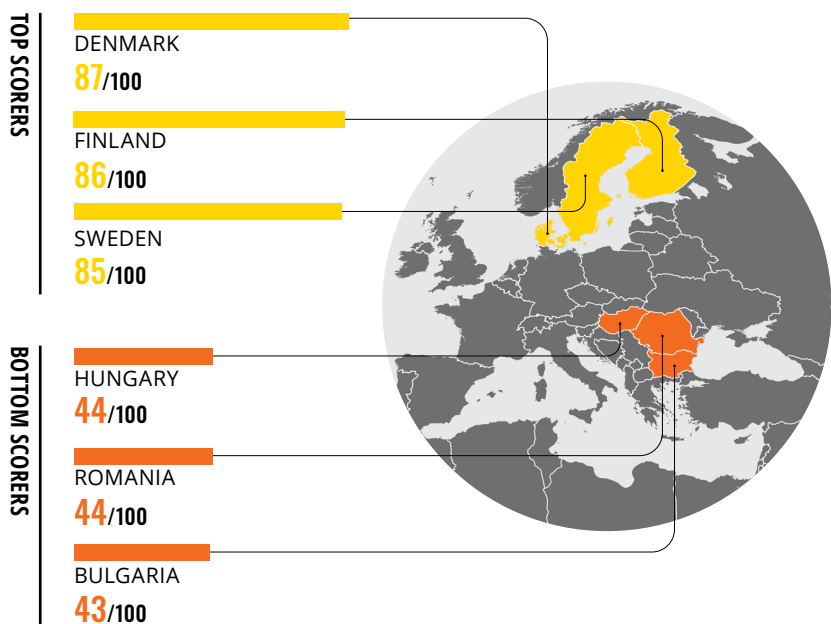 TOP SCORERS
DENMARK
87/100
FINLAND
86/100
SWEDEN
85/100
BOTTOM SCORERS
HUNGARY
44/100
ROMANIA
44/100
BULGARIA
43/100